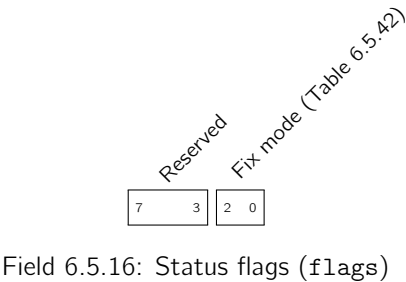 Reserved
Fix mode (Table 6.5.42)
7 3 2 0
Field 6.5.16: Status flags (flags)